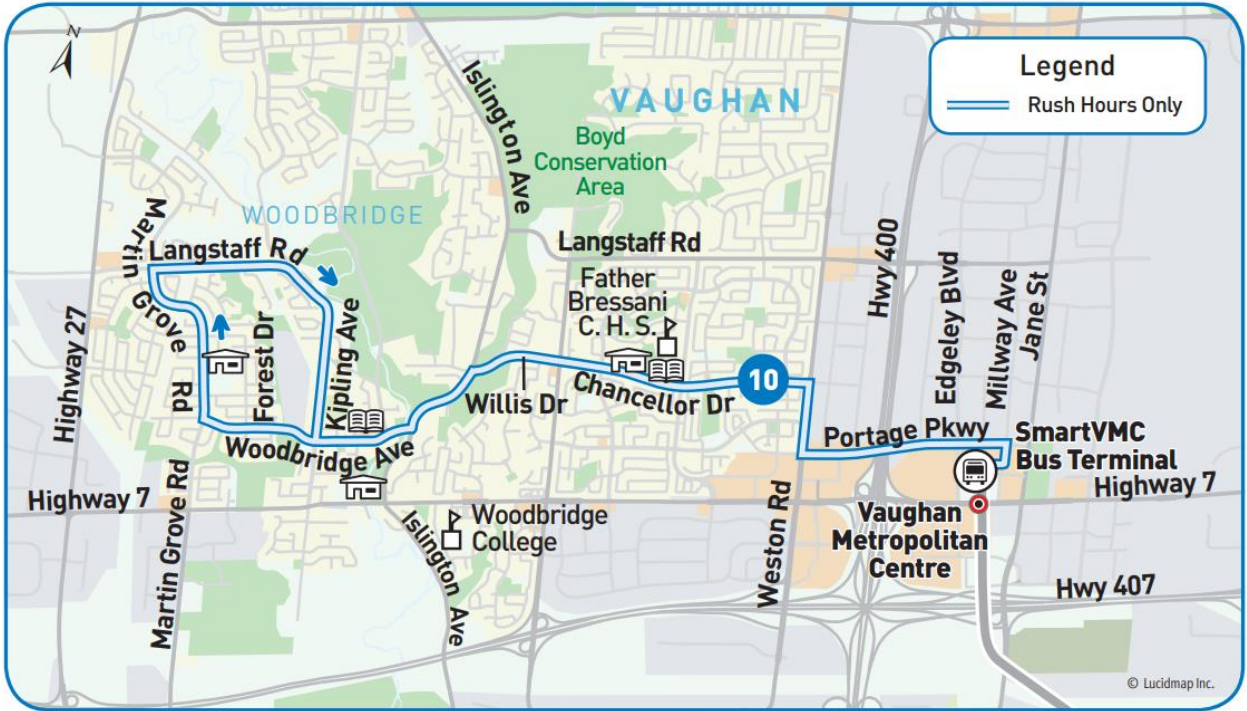 N
Legend
Rush Hours Only
VAUGHAN
Islington Ave
Boyd
Conservation
Area
WOODBRIDGE
Martin Grove Rd
Langstaff Rd
Langstaff Rd
Father
Bressani
C. H. S.
Hwy 400
Edgeley Blvd
Millway Ave
Jane St
Highway 27
Forest Dr
Kipling Ave
Willis Dr
Chancellor Dr
10
Woodbridge Ave
Portage Pkwy
SmartVMC
Bus Terminal
Highway 7
Highway 7
Martin Grove Rd
Islington Ave
Woodbridge
College
Weston Rd
Vaughan
Metropolitan
Centre
Hwy 407
© Lucidmap Inc.